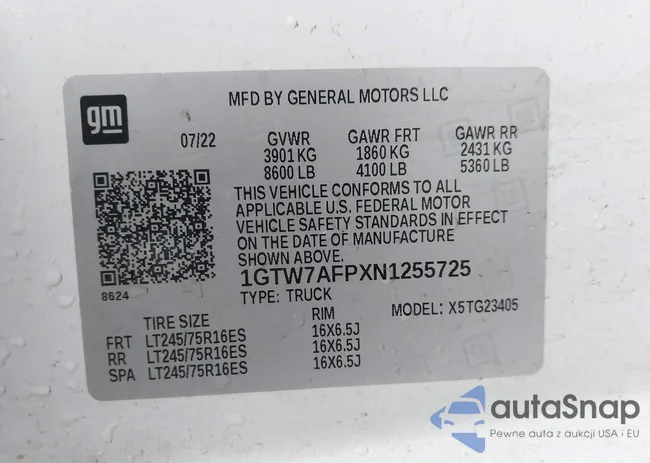 gm
MFD BY GENERAL MOTORS LLC
07/22 GVWR GAWR FRT GAWR RR
3901 KG 1860 KG 2431 KG
8600 LB 4100 LB 5360 LB
THIS VEHICLE CONFORMS TO ALL
APPLICABLE U.S. FEDERAL MOTOR
VEHICLE SAFETY STANDARDS IN EFFECT
ON THE DATE OF MANUFACTURE
SHOWN ABOVE.
1GTW7AFPXN1255725
8624
TYPE: TRUCK MODEL: X5TG23405
TIRE SIZE RIM
FRT LT245/75R16ES 16X6.5J
RR LT245/75R16ES 16X6.5J
SPA LT245/75R16ES 16X6.5J
autaSnap
Pewne auta z aukcji USA i EU